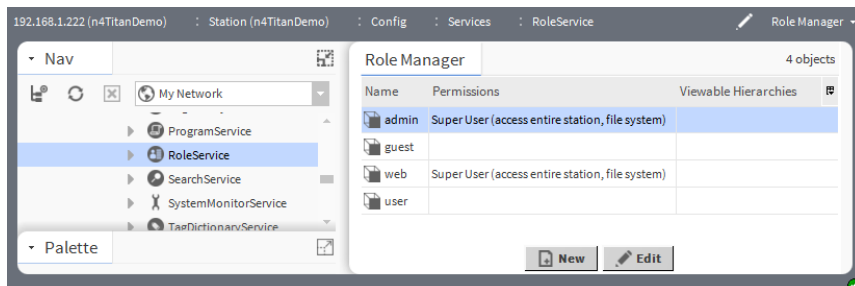 192.168.1.222 (n4TitanDemo) : Station (n4TitanDemo) : Config : Services : RoleService Role Manager
Nav
My Network
ProgramService
RoleService
SearchService
SystemMonitorService
TagDictionaryService
Palette
Role Manager 4 objects
Name Permissions Viewable Hierarchies
admin Super User (access entire station, file system)
guest
web Super User (access entire station, file system)
user
New Edit